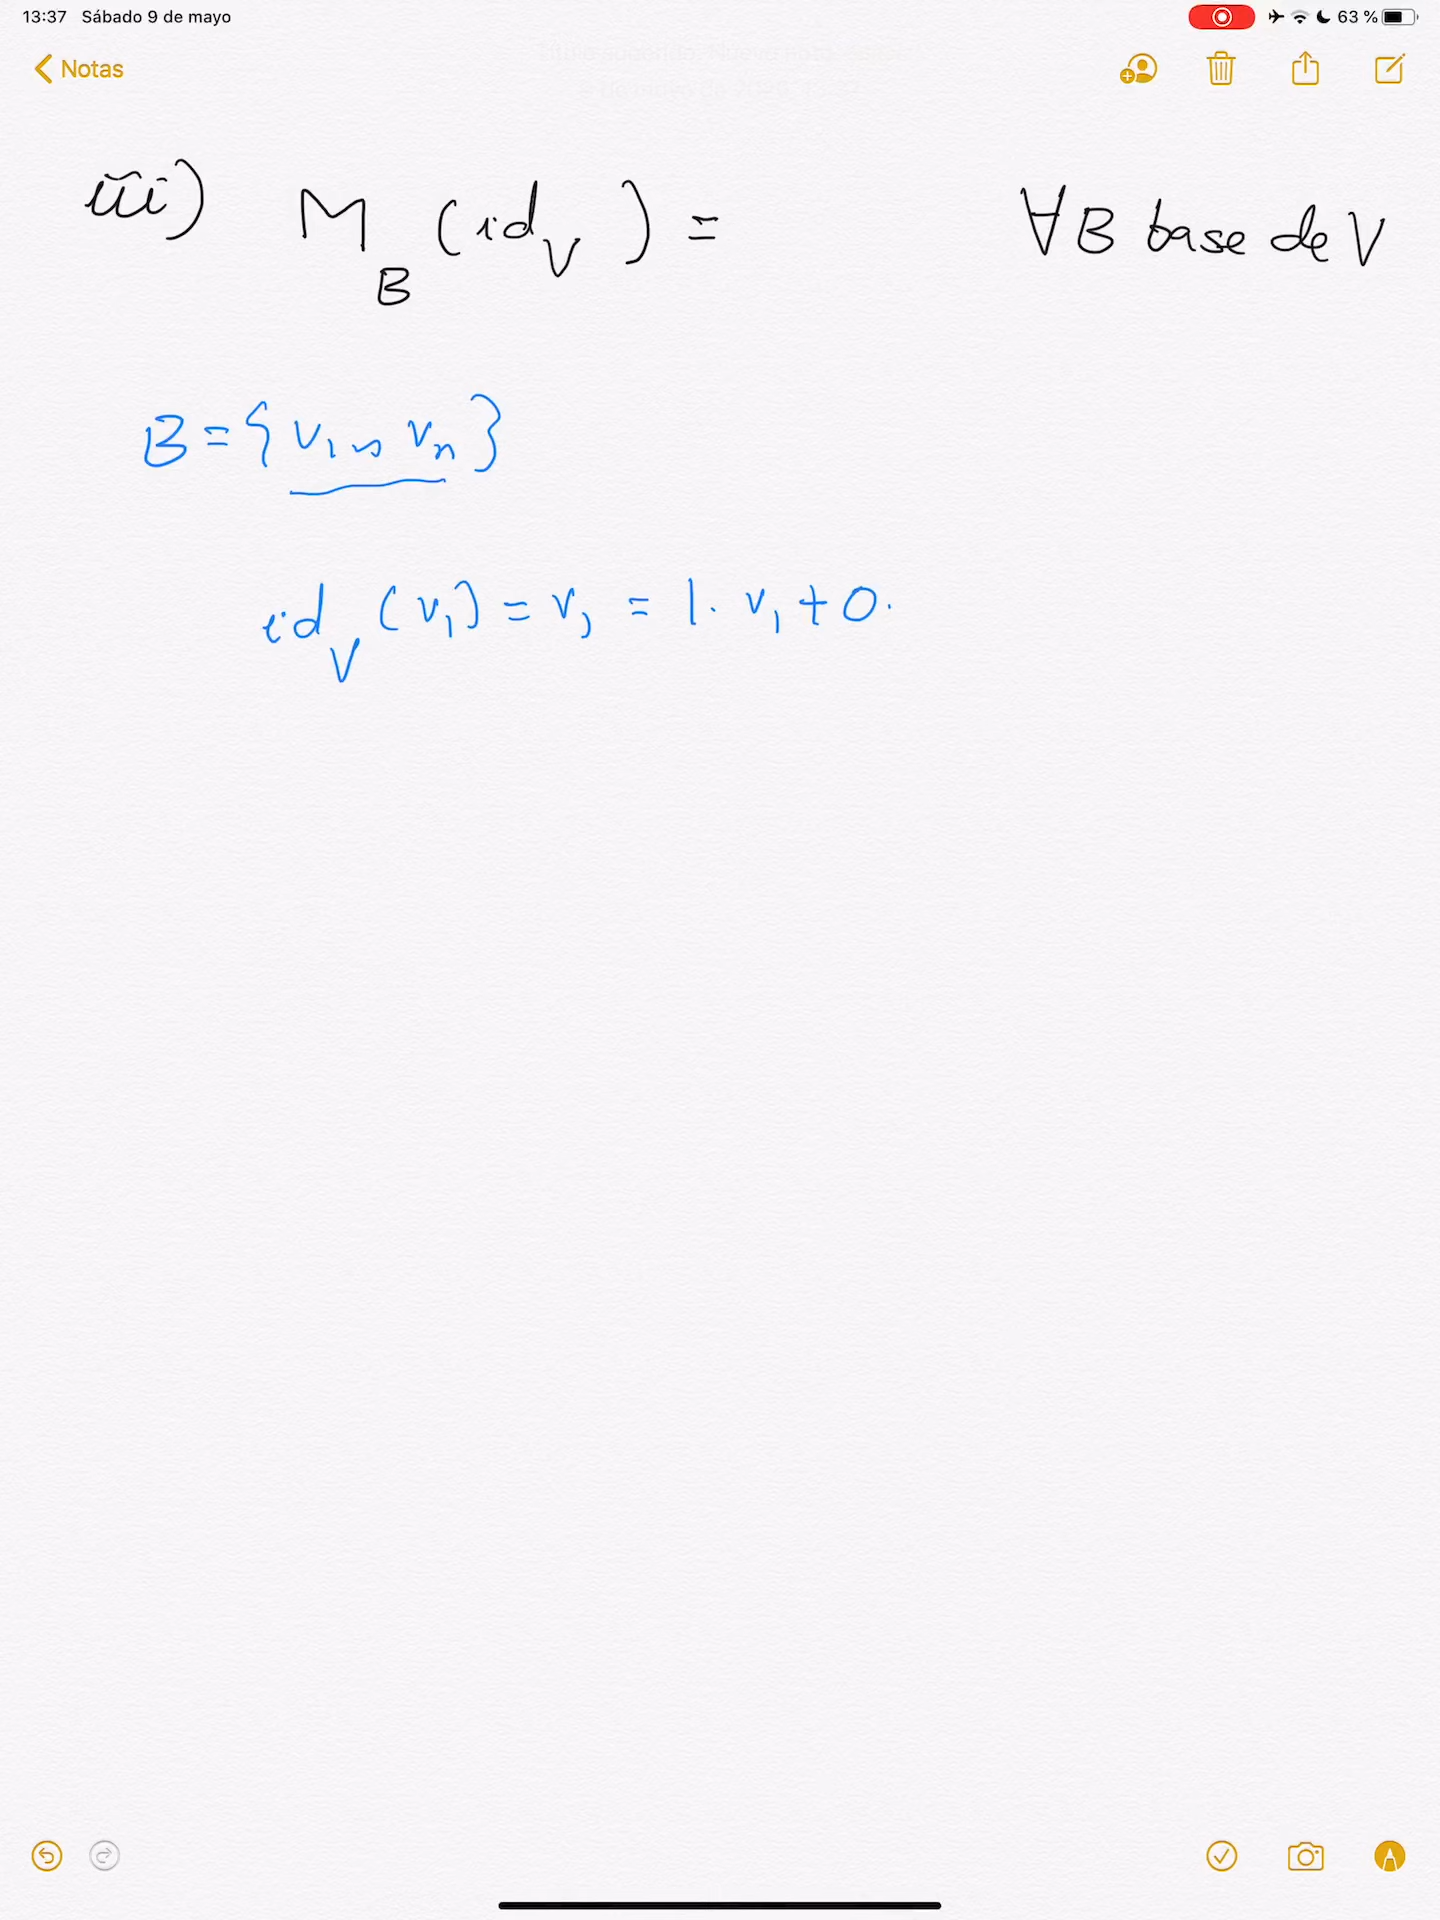 13:37 Sábado 9 de mayo 63 %
Notas
iii) M_B (id_V) = ∀B base de V
B = { v₁, ..., vₙ }
id_V (v₁) = v₁ = 1. v₁ + 0.